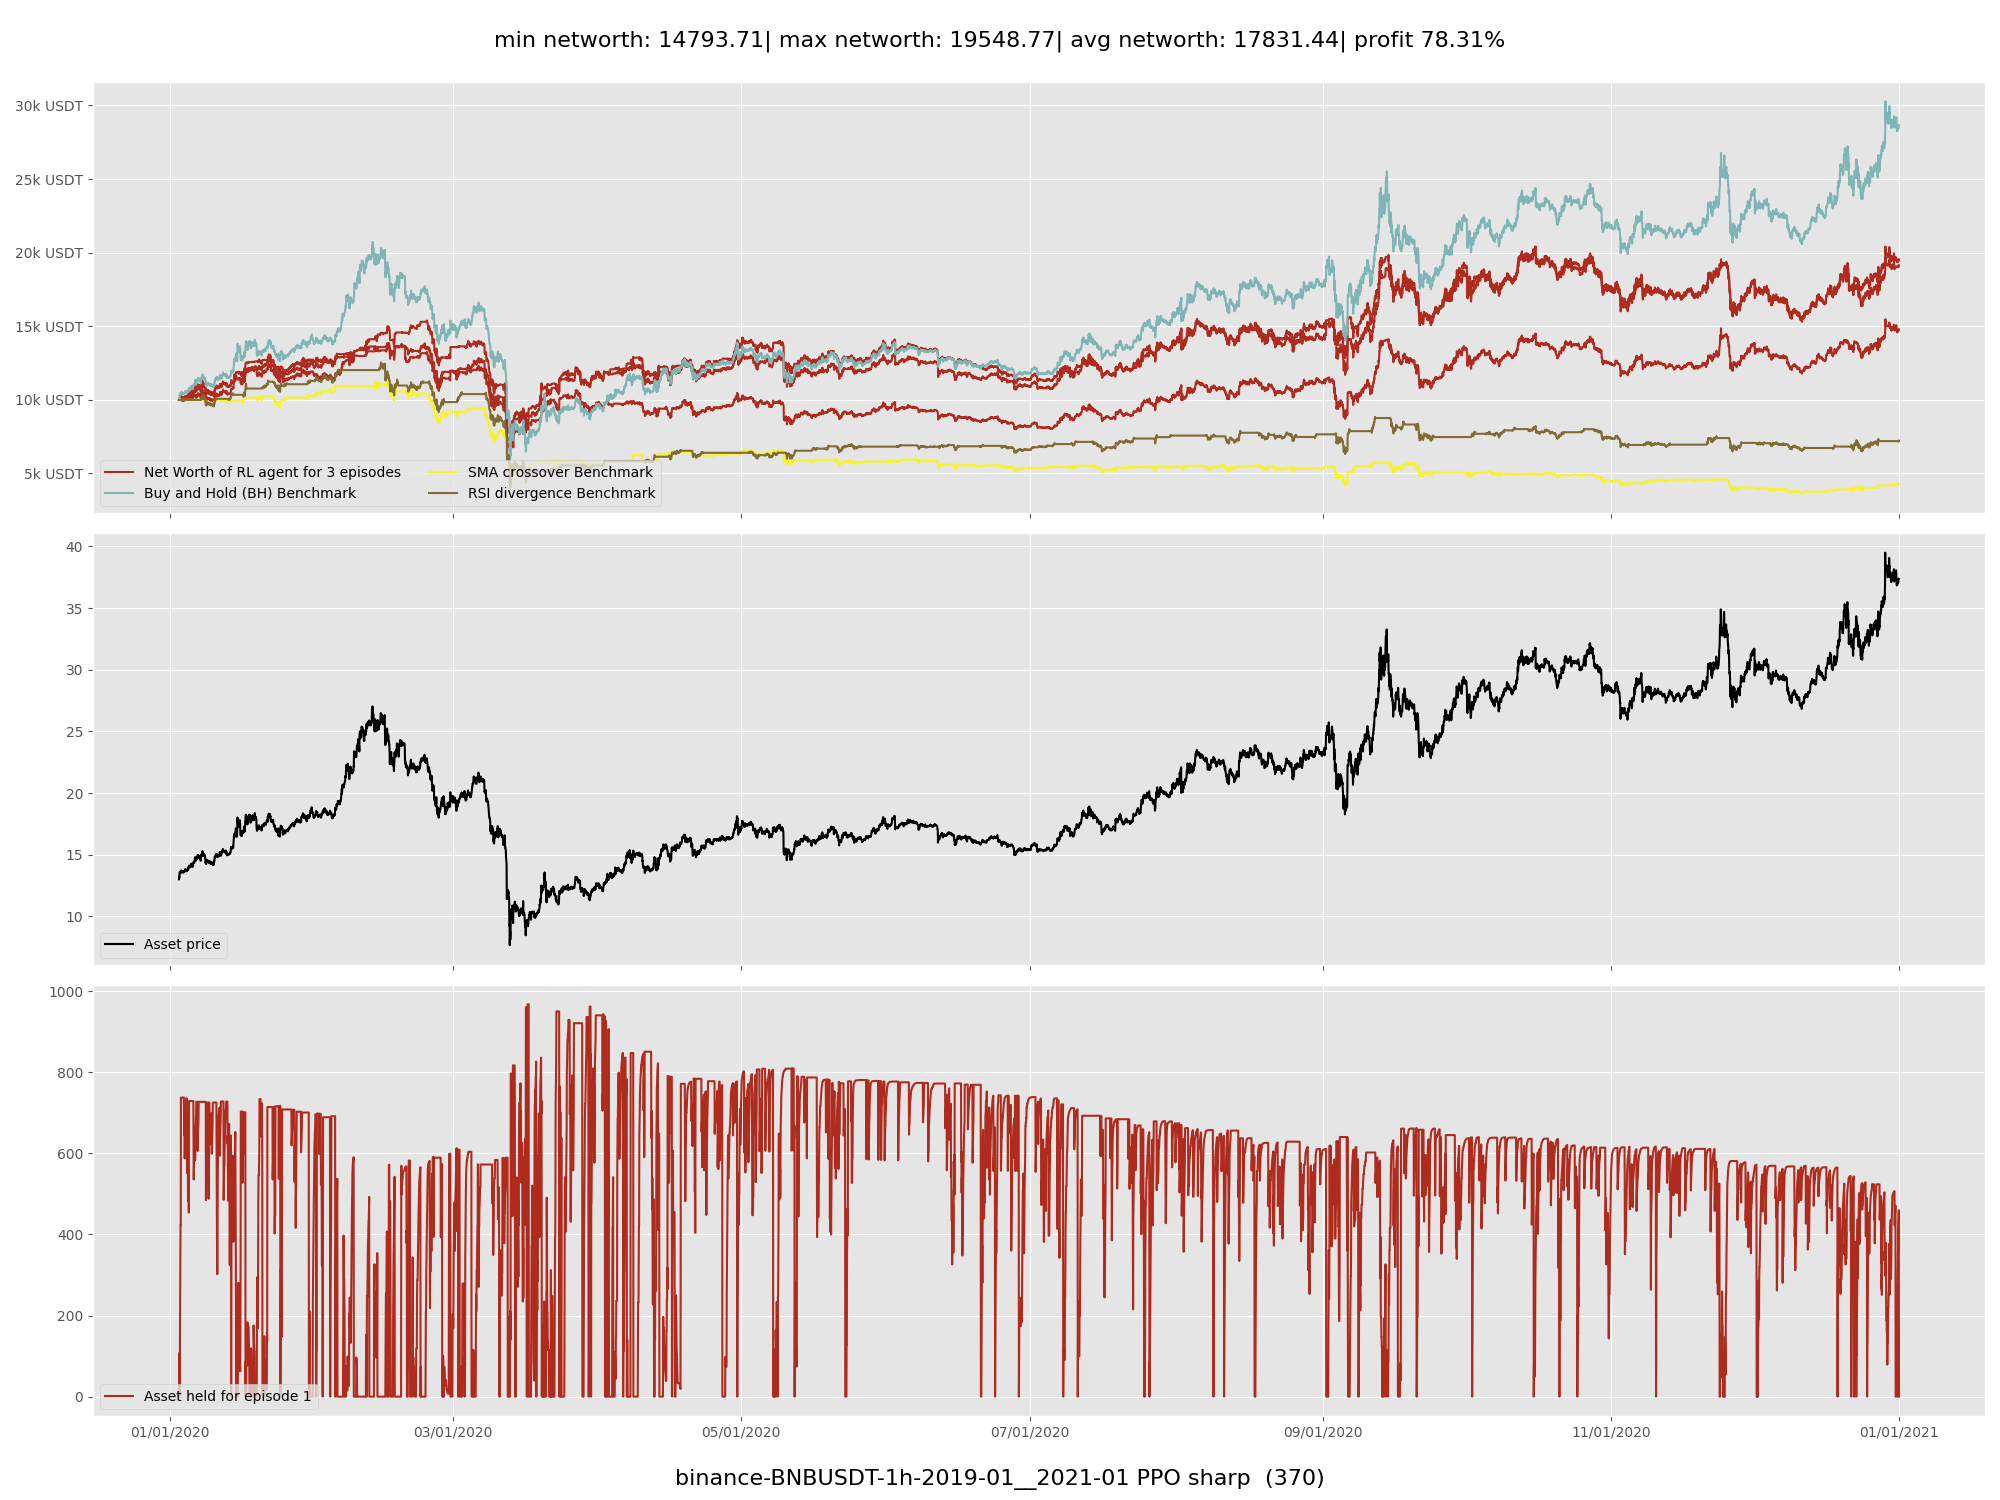 min networth: 14793.71| max networth: 19548.77| avg networth: 17831.44| profit 78.31%
30k USDT
25k USDT
20k USDT
15k USDT
10k USDT
5k USDT
Net Worth of RL agent for 3 episodes
Buy and Hold (BH) Benchmark
SMA crossover Benchmark
RSI divergence Benchmark
40
35
30
25
20
15
10
Asset price
1000
800
600
400
200
0
Asset held for episode 1
01/01/2020 03/01/2020 05/01/2020 07/01/2020 09/01/2020 11/01/2020 01/01/2021
binance-BNBUSDT-1h-2019-01__2021-01 PPO sharp (370)